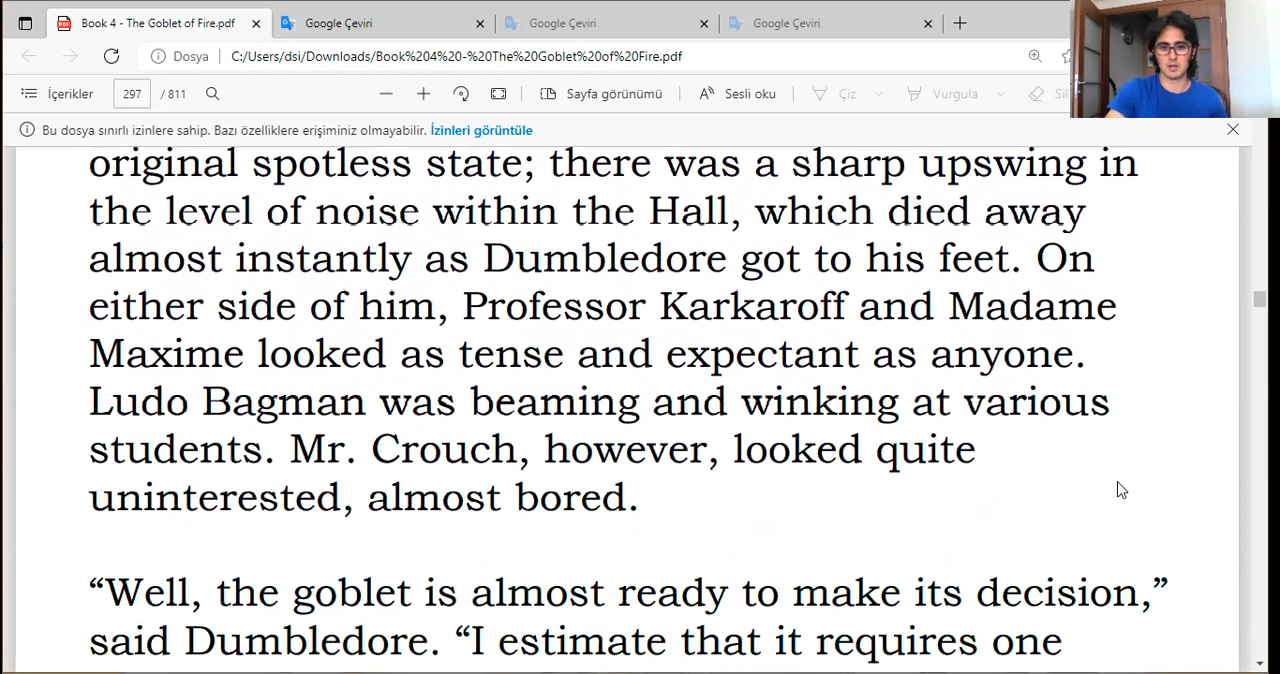 Book 4 - The Goblet of Fire.pdf
Google Çeviri
Google Çeviri
Google Çeviri
Dosya
C:/Users/dsi/Downloads/Book%204%20-%20The%20Goblet%20of%20Fire.pdf
İçerikler
297 / 811
Sayfa görünümü
Sesli oku
Çiz
Vurgula
Bu dosya sınırlı izinlere sahip. Bazı özelliklere erişiminiz olmayabilir. İzinleri görüntüle
original spotless state; there was a sharp upswing in
the level of noise within the Hall, which died away
almost instantly as Dumbledore got to his feet. On
either side of him, Professor Karkaroff and Madame
Maxime looked as tense and expectant as anyone.
Ludo Bagman was beaming and winking at various
students. Mr. Crouch, however, looked quite
uninterested, almost bored.
“Well, the goblet is almost ready to make its decision,”
said Dumbledore. “I estimate that it requires one